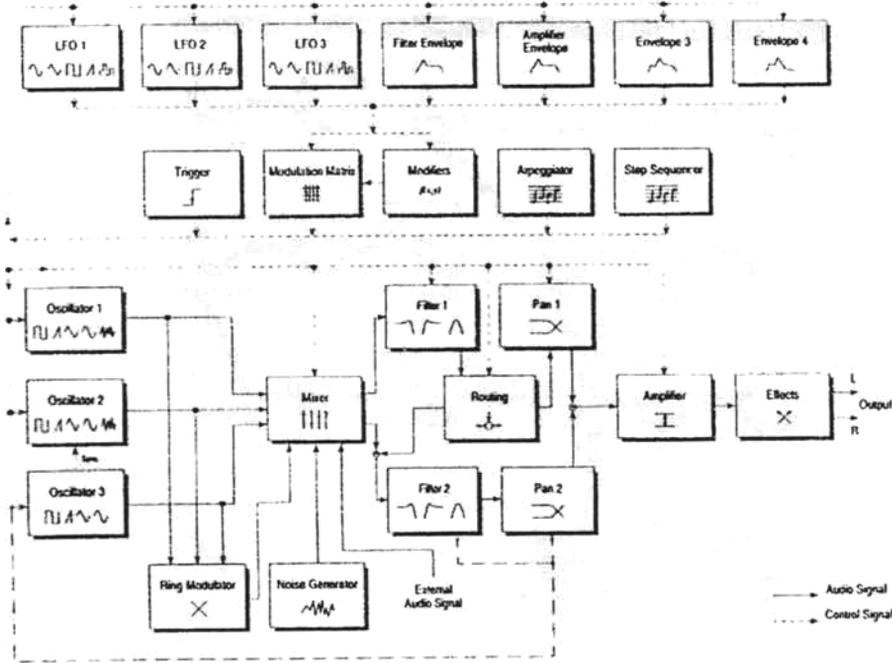 LFO 1
LFO 2
LFO 3
Filter Envelope
Amplifier
Envelope
Envelope 3
Envelope 4
Trigger
Modulation Matrix
Modifiers
Arpeggiator
Step Sequencer
Oscillator 1
Filter 1
Pan 1
Oscillator 2
Mixer
Routing
Amplifier
Effects
L
Output
R
Sync
Oscillator 3
Filter 2
Pan 2
Ring Modulator
Noise Generator
External
Audio Signal
Audio Signal
Control Signal